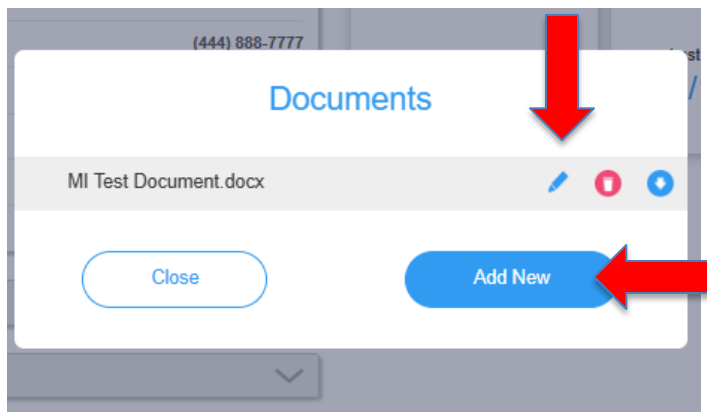 (444) 888-7777
Documents
MI Test Document.docx
Close
Add New